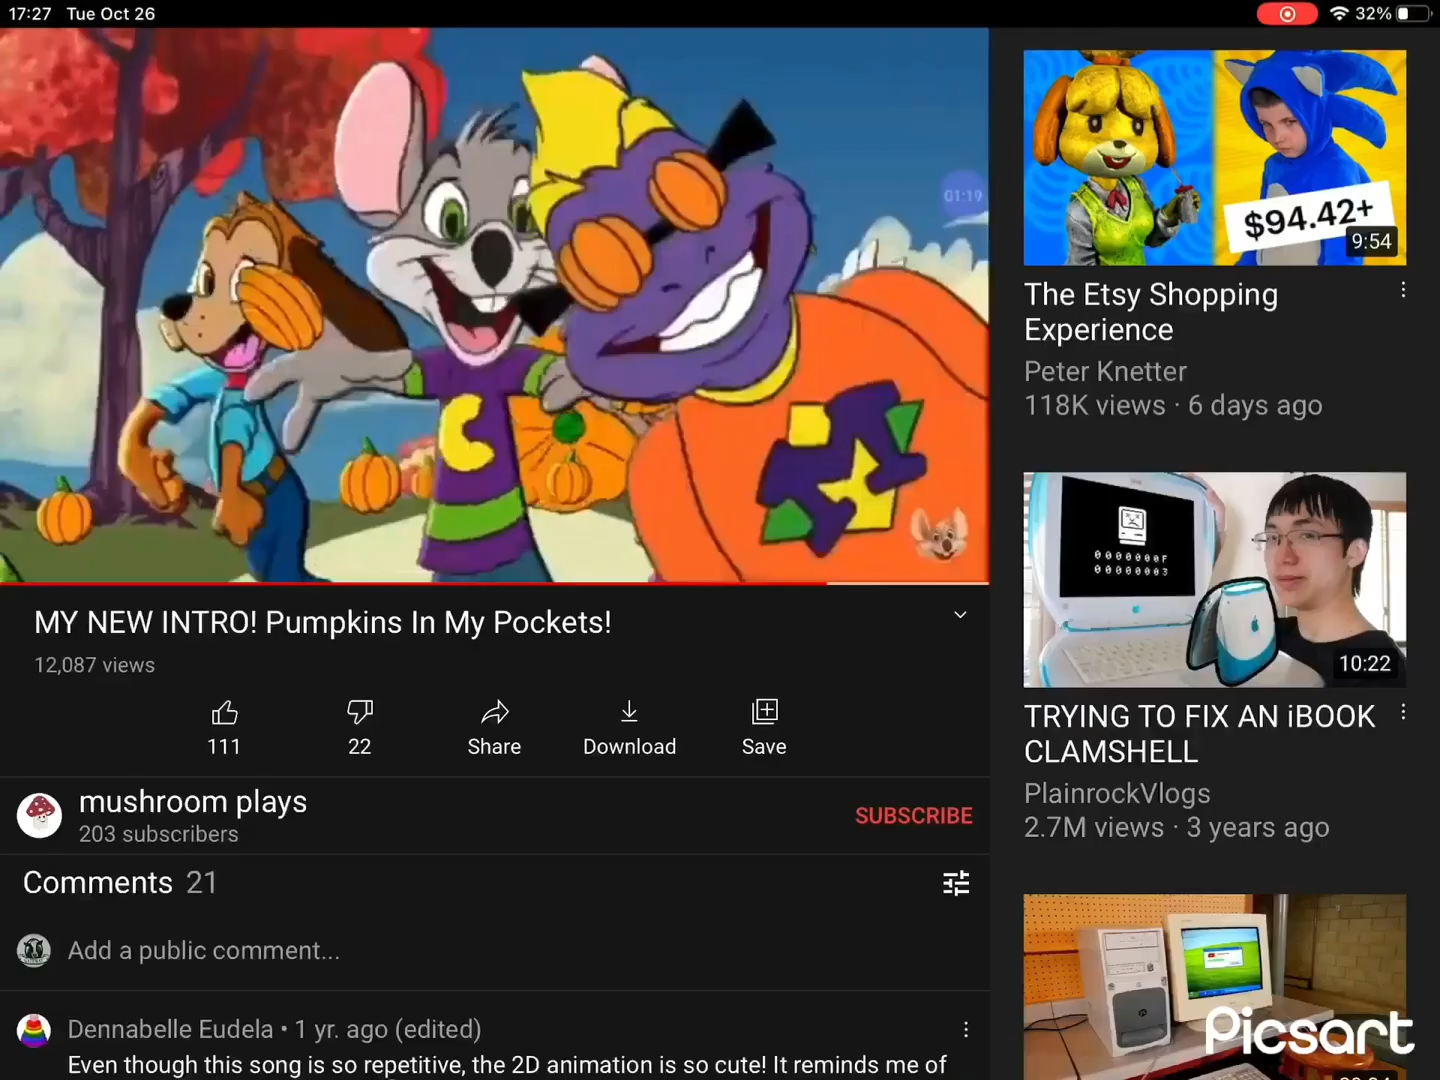 17:27 Tue Oct 26
32%
01:19
C
MY NEW INTRO! Pumpkins In My Pockets!
12,087 views
111
22
Share
Download
Save
mushroom plays
203 subscribers
SUBSCRIBE
Comments 21
Add a public comment...
Dennabelle Eudela • 1 yr. ago (edited)
Even though this song is so repetitive, the 2D animation is so cute! It reminds me of
$94.42+
9:54
The Etsy Shopping
Experience
Peter Knetter
118K views · 6 days ago
0000000F
00000003
10:22
TRYING TO FIX AN iBOOK
CLAMSHELL
PlainrockVlogs
2.7M views · 3 years ago
Picsart